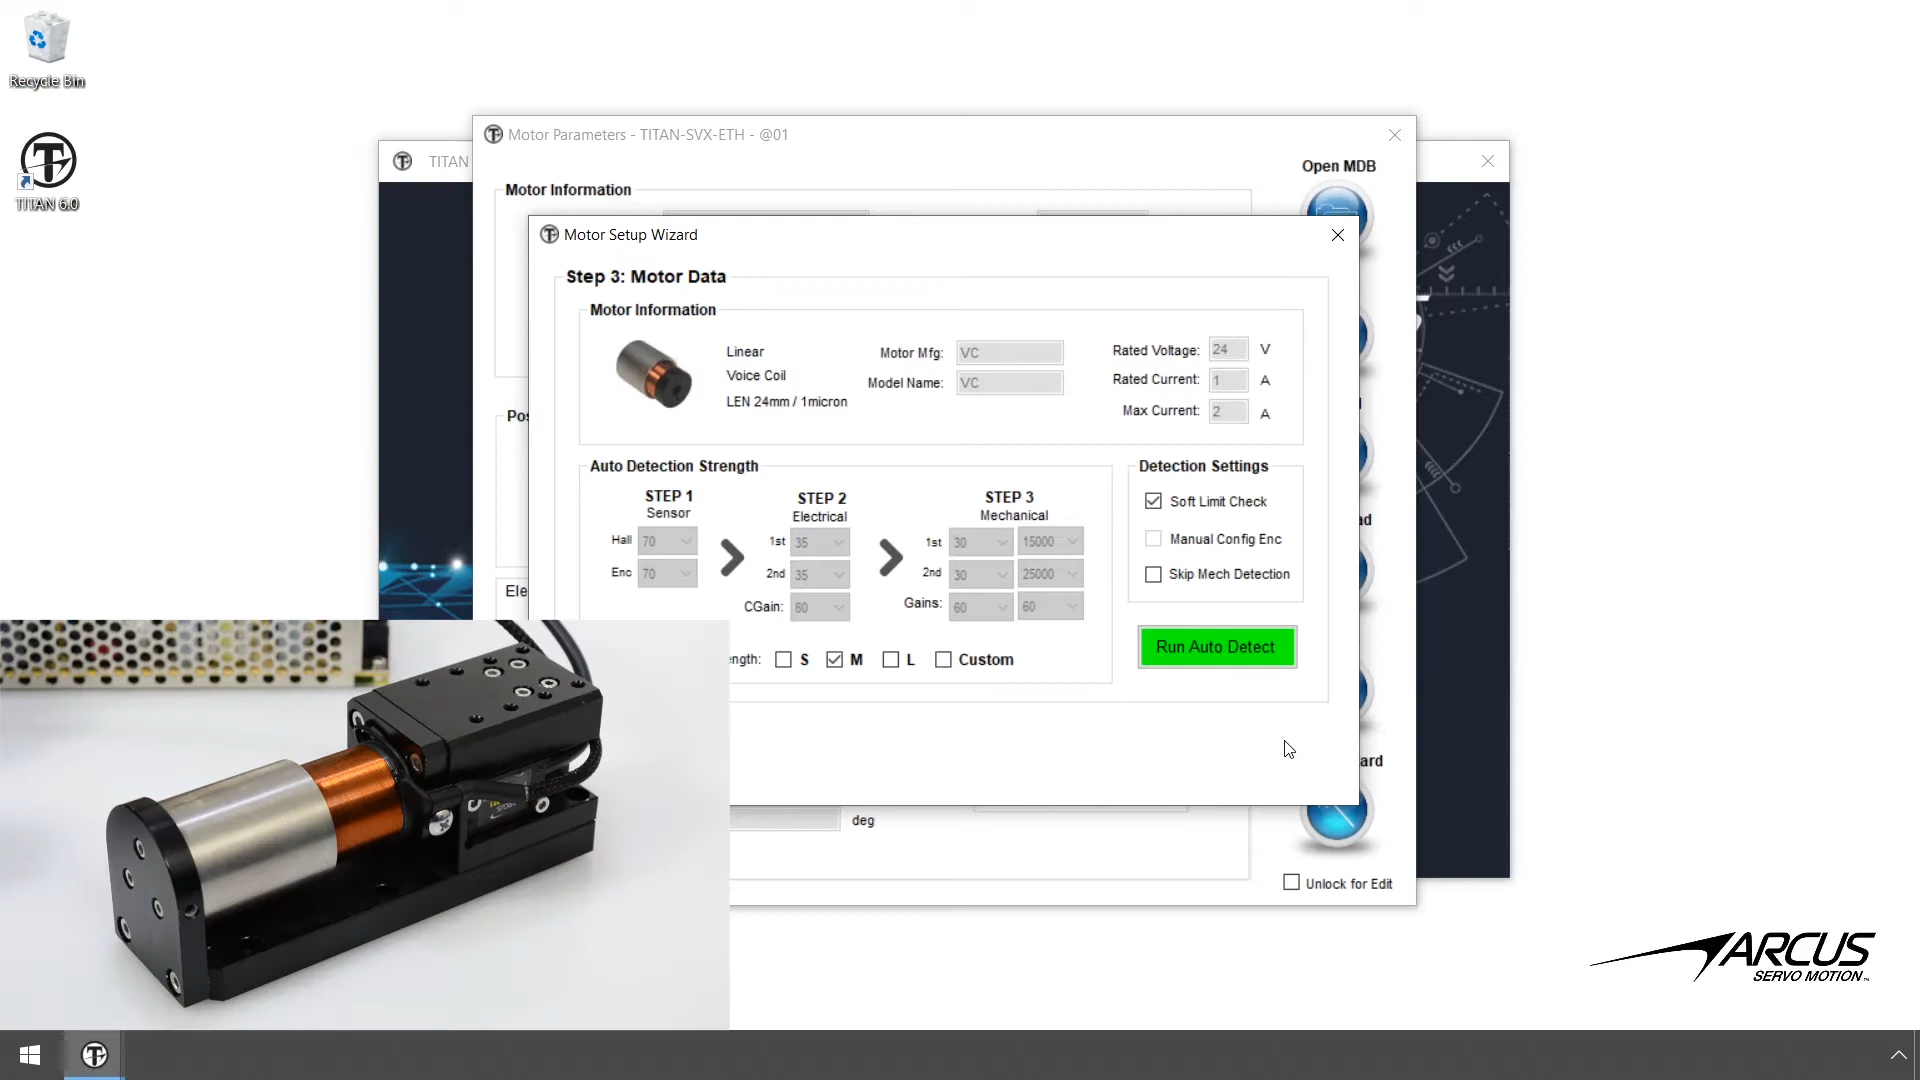 Recycle Bin
TITAN 6.0
TITAN
Motor Parameters - TITAN-SVX-ETH - @01
Open MDB
Motor Information
Motor Setup Wizard
Step 3: Motor Data
Motor Information
Linear
Voice Coil
LEN 24mm / 1micron
Motor Mfg: VC
Model Name: VC
Rated Voltage: 24 V
Rated Current: 1 A
Max Current: 2 A
Pos
Auto Detection Strength
STEP 1
Sensor
Hall 70
Enc 70
STEP 2
Electrical
1st 35
2nd 35
CGain: 60
STEP 3
Mechanical
1st 30 15000
2nd 30 25000
Gains: 60 60
ngth: S M L Custom
Detection Settings
Soft Limit Check
Manual Config Enc
Skip Mech Detection
Run Auto Detect
ad
Ele
ard
deg
Unlock for Edit
ARCUS
SERVO MOTION™